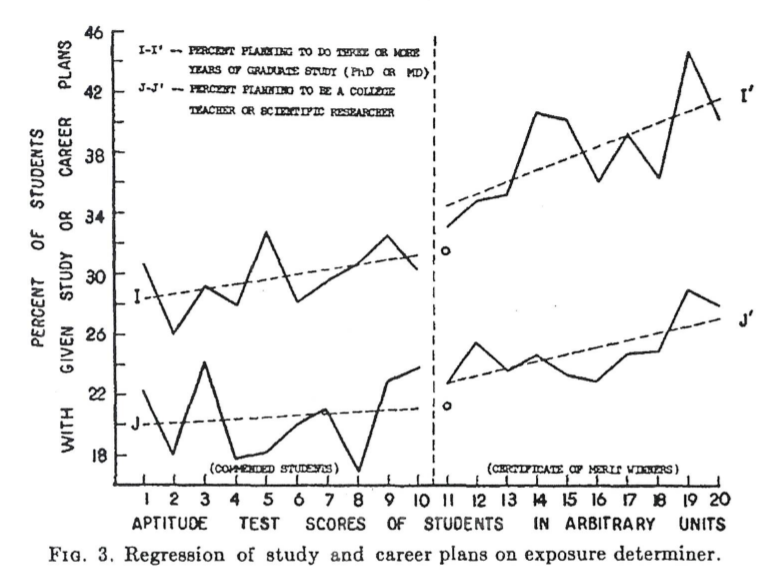 46
42
38
34
30
26
22
18
PERCENT OF STUDENTS
WITH GIVEN STUDY OR CAREER PLANS
I-I' -- PERCENT PLANNING TO DO THREE OR MORE
YEARS OF GRADUATE STUDY (PhD OR MD)
J-J' -- PERCENT PLANNING TO BE A COLLEGE
TEACHER OR SCIENTIFIC RESEARCHER
I'
I
J'
J
(COMMENDED STUDENTS)
(CERTIFICATE OF MERIT WINNERS)
1 2 3 4 5 6 7 8 9 10 11 12 13 14 15 16 17 18 19 20
APTITUDE TEST SCORES OF STUDENTS IN ARBITRARY UNITS
FIG. 3. Regression of study and career plans on exposure determiner.